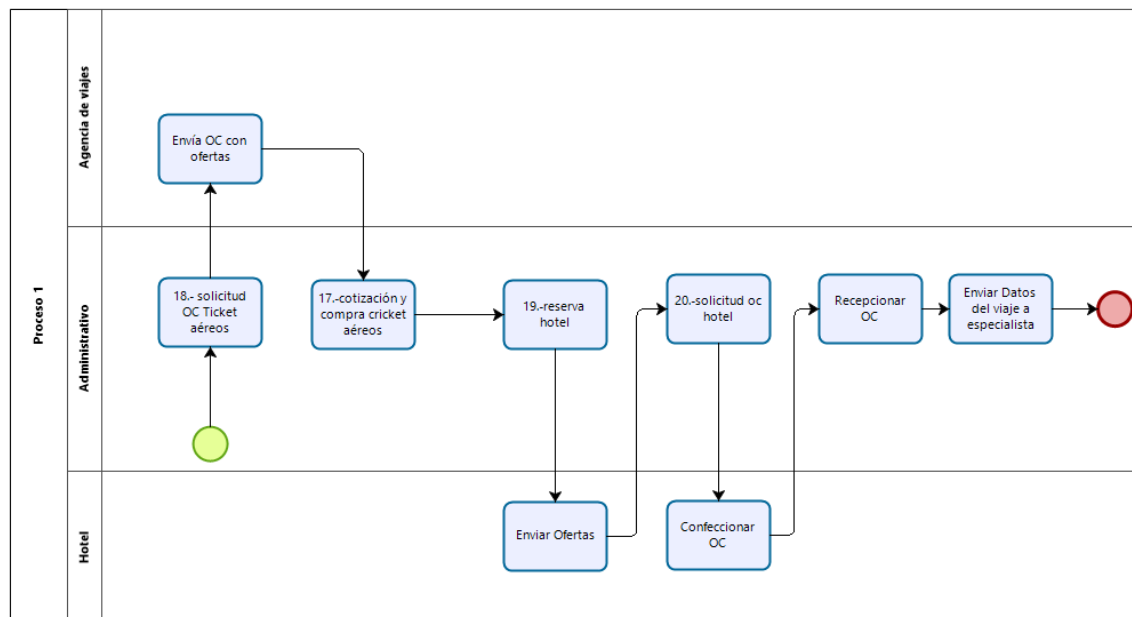 Proceso 1
Agencia de viajes
Envía OC con
ofertas
Administrativo
18.- solicitud
OC Ticket
aéreos
17.-cotización y
compra cricket
aéreos
19.-reserva
hotel
20.-solicitud oc
hotel
Recepcionar
OC
Enviar Datos
del viaje a
especialista
Hotel
Enviar Ofertas
Confeccionar
OC